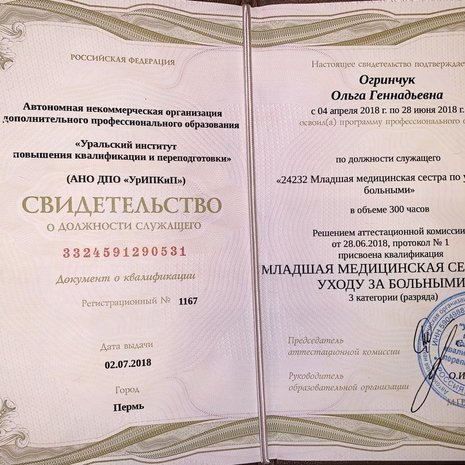 РОССИЙСКАЯ ФЕДЕРАЦИЯ
Автономная некоммерческая организация
дополнительного профессионального образования
«Уральский институт
повышения квалификации и переподготовки»
(АНО ДПО «УрИПКиП»)
СВИДЕТЕЛЬСТВО
О ДОЛЖНОСТИ СЛУЖАЩЕГО
3324591290531
Документ о квалификации
Регистрационный № 1167
Дата выдачи
02.07.2018
Город
Пермь
Настоящее свидетельство подтверждае
Огринчук
Ольга Геннадьевна
с 04 апреля 2018 г. по 28 июня 2018 г.
освоил(а) программу профессионального о
по должности служащего
«24232 Младшая медицинская сестра по у
больными»
в объеме 300 часов
Решением аттестационной комиссии
от 28.06.2018, протокол № 1
присвоена квалификация
МЛАДШАЯ МЕДИЦИНСКАЯ СЕ
УХОДУ ЗА БОЛЬНЫМИ
3 категории (разряда)
Председатель
аттестационной комиссии
Руководитель
образовательной организации
О.И
М.П